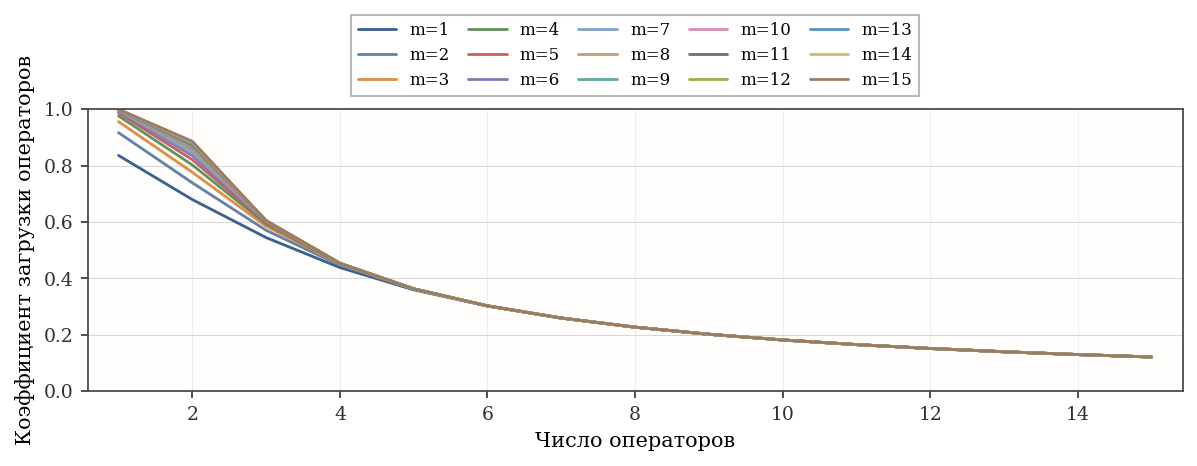 m=1 m=4 m=7 m=10 m=13
m=2 m=5 m=8 m=11 m=14
m=3 m=6 m=9 m=12 m=15
Коэффициент загрузки операторов
1.0
0.8
0.6
0.4
0.2
0.0
2 4 6 8 10 12 14
Число операторов